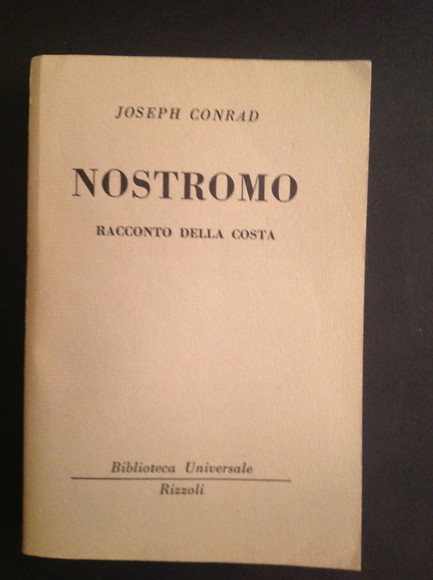 JOSEPH CONRAD
NOSTROMO
RACCONTO DELLA COSTA
Biblioteca Universale
Rizzoli